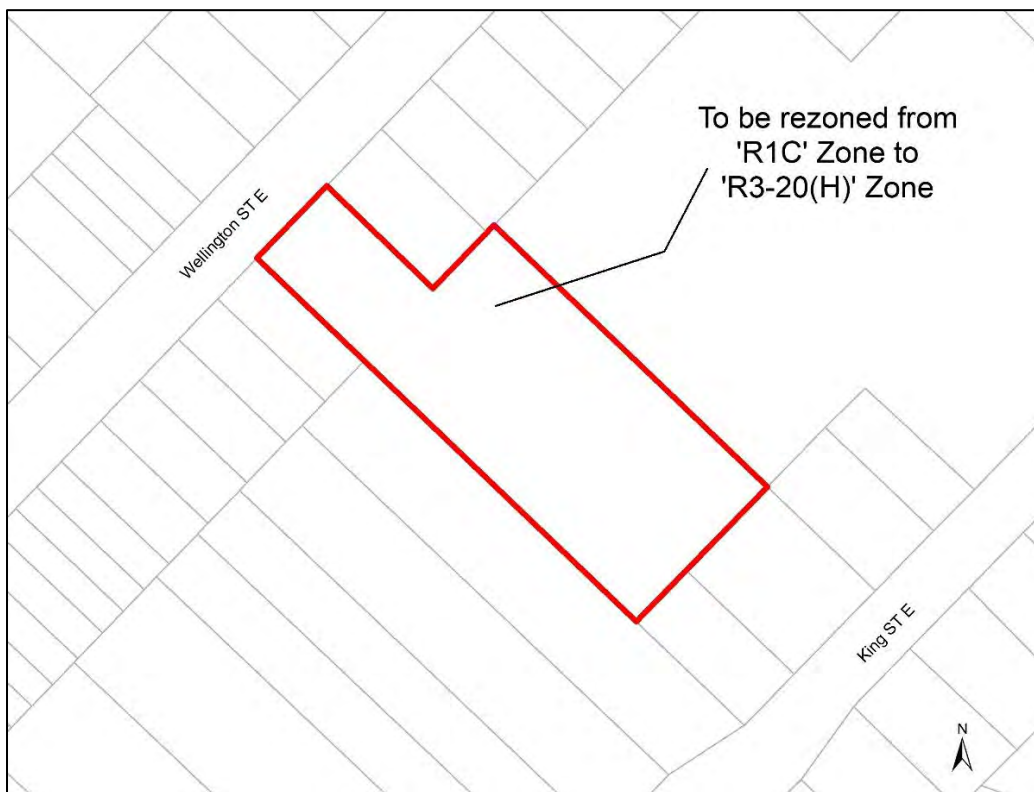 To be rezoned from
'R1C' Zone to
'R3-20(H)' Zone
Wellington ST E
King ST E
N